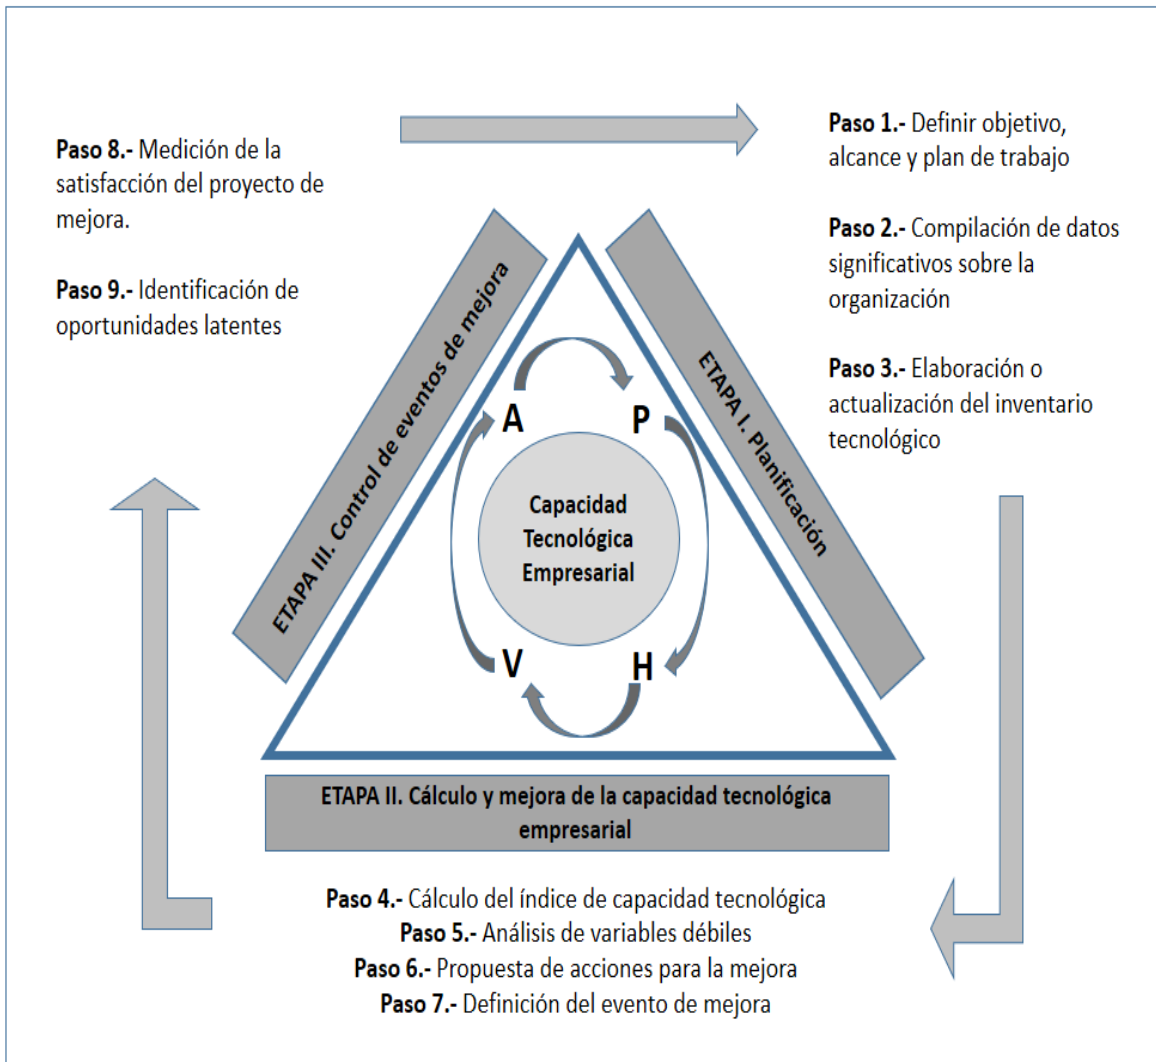 Paso 8.- Medición de la
satisfacción del proyecto de
mejora.
Paso 9.- Identificación de
oportunidades latentes
Paso 1.- Definir objetivo,
alcance y plan de trabajo
Paso 2.- Compilación de datos
significativos sobre la
organización
Paso 3.- Elaboración o
actualización del inventario
tecnológico
ETAPA III. Control de eventos de mejora
ETAPA I. Planificación
A
P
Capacidad
Tecnológica
Empresarial
V
H
ETAPA II. Cálculo y mejora de la capacidad tecnológica
empresarial
Paso 4.- Cálculo del índice de capacidad tecnológica
Paso 5.- Análisis de variables débiles
Paso 6.- Propuesta de acciones para la mejora
Paso 7.- Definición del evento de mejora